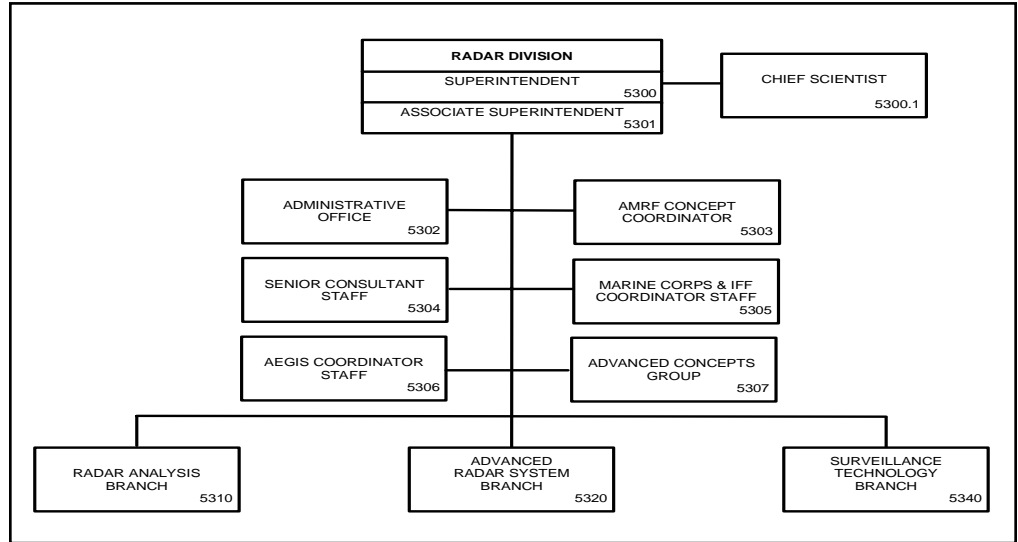 RADAR DIVISION
SUPERINTENDENT
5300
ASSOCIATE SUPERINTENDENT
5301
CHIEF SCIENTIST
5300.1
ADMINISTRATIVE
OFFICE
5302
AMRF CONCEPT
COORDINATOR
5303
SENIOR CONSULTANT
STAFF
5304
MARINE CORPS & IFF
COORDINATOR STAFF
5305
AEGIS COORDINATOR
STAFF
5306
ADVANCED CONCEPTS
GROUP
5307
RADAR ANALYSIS
BRANCH
5310
ADVANCED
RADAR SYSTEM
BRANCH
5320
SURVEILLANCE
TECHNOLOGY
BRANCH
5340